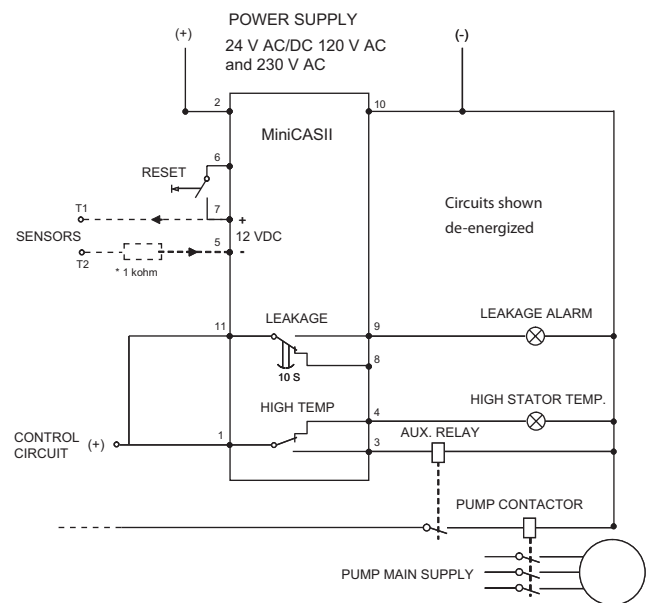 POWER SUPPLY
24 V AC/DC 120 V AC
and 230 V AC
(+)
(-)
2
10
MiniCASII
6
RESET
7
+
T1
12 VDC
SENSORS
5
-
T2
* 1 kohm
Circuits shown
de-energized
LEAKAGE
11
9
LEAKAGE ALARM
8
10 S
HIGH TEMP
4
HIGH STATOR TEMP.
CONTROL
CIRCUIT
(+)
1
3
AUX. RELAY
PUMP CONTACTOR
PUMP MAIN SUPPLY